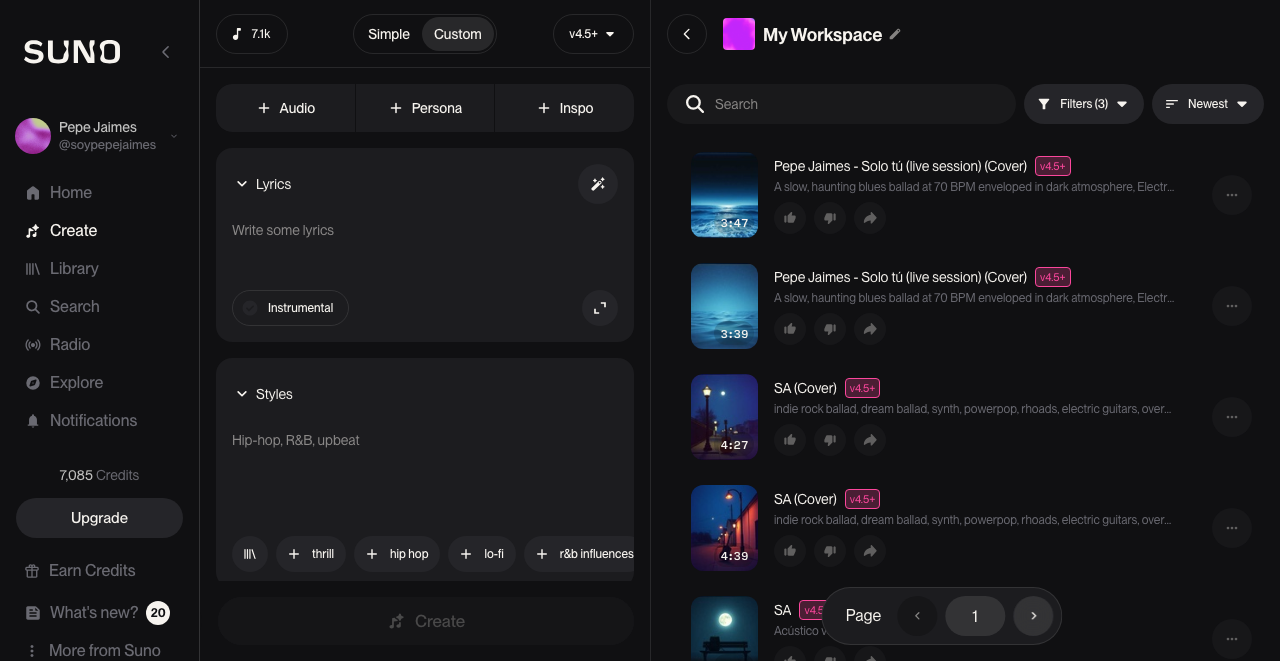 SUNO
Pepe Jaimes
@soypepejaimes
Home
Create
Library
Search
Radio
Explore
Notifications
7,085 Credits
Upgrade
Earn Credits
What's new? 20
More from Suno
7.1k
Simple
Custom
v4.5+
Audio
Persona
Inspo
Lyrics
Write some lyrics
Instrumental
Styles
Hip-hop, R&B, upbeat
thrill
hip hop
lo-fi
r&b influences
Create
My Workspace
Search
Filters (3)
Newest
Pepe Jaimes - Solo tú (live session) (Cover) v4.5+
A slow, haunting blues ballad at 70 BPM enveloped in dark atmosphere, Electr...
3:47
Pepe Jaimes - Solo tú (live session) (Cover) v4.5+
A slow, haunting blues ballad at 70 BPM enveloped in dark atmosphere, Electr...
3:39
SA (Cover) v4.5+
indie rock ballad, dream ballad, synth, powerpop, rhoads, electric guitars, over...
4:27
SA (Cover) v4.5+
indie rock ballad, dream ballad, synth, powerpop, rhoads, electric guitars, over...
4:39
SA v4.5
Acústico
Page 1